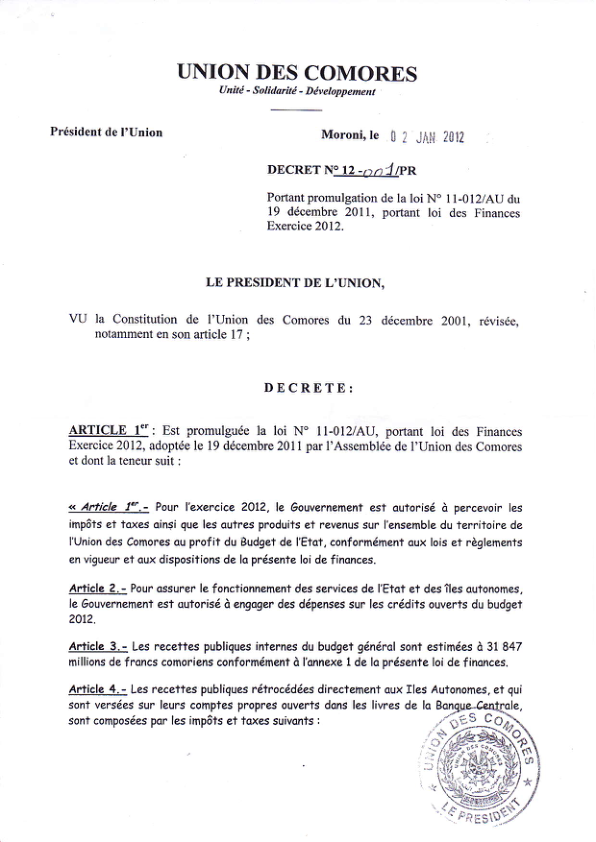 UNION DES COMORES
Unité - Solidarité - Développement
Président de l'Union
Moroni, le 02 JAN 2012
DECRET N° 12 -001/PR
Portant promulgation de la loi N° 11-012/AU du
19 décembre 2011, portant loi des Finances
Exercice 2012.
LE PRESIDENT DE L'UNION,
VU la Constitution de l'Union des Comores du 23 décembre 2001, révisée,
notamment en son article 17 ;
D E C R E T E :
ARTICLE 1er : Est promulguée la loi N° 11-012/AU, portant loi des Finances
Exercice 2012, adoptée le 19 décembre 2011 par l'Assemblée de l'Union des Comores
et dont la teneur suit :
« Article 1er.- Pour l'exercice 2012, le Gouvernement est autorisé à percevoir les
impôts et taxes ainsi que les autres produits et revenus sur l'ensemble du territoire de
l'Union des Comores au profit du Budget de l'Etat, conformément aux lois et règlements
en vigueur et aux dispositions de la présente loi de finances.
Article 2.- Pour assurer le fonctionnement des services de l'Etat et des îles autonomes,
le Gouvernement est autorisé à engager des dépenses sur les crédits ouverts du budget
2012.
Article 3.- Les recettes publiques internes du budget général sont estimées à 31 847
millions de francs comoriens conformément à l'annexe 1 de la présente loi de finances.
Article 4.- Les recettes publiques rétrocédées directement aux Iles Autonomes, et qui
sont versées sur leurs comptes propres ouverts dans les livres de la Banque Centrale,
sont composées par les impôts et taxes suivants :
UNION DES COMORES
UNION DES COMORES
LE PRESIDENT